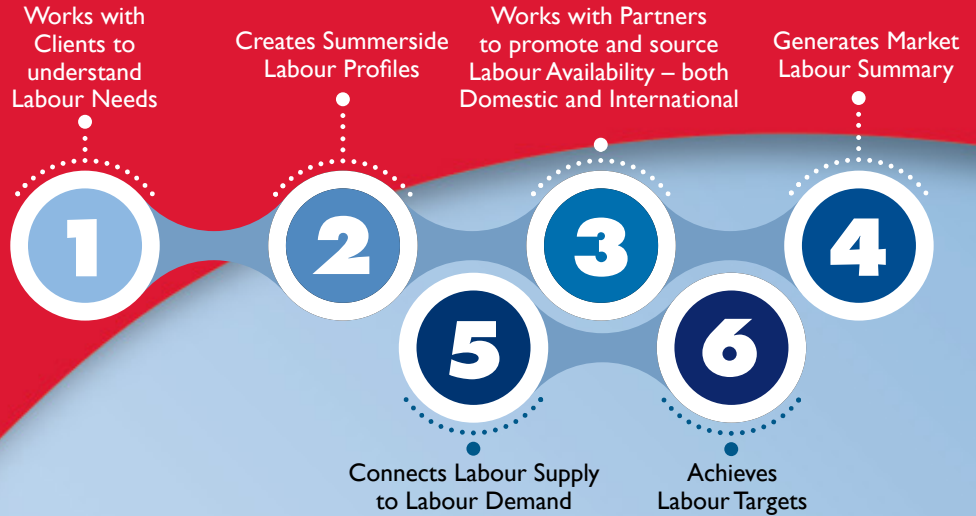 Works with
Clients to
understand
Labour Needs
Creates Summerside
Labour Profiles
Works with Partners
to promote and source
Labour Availability – both
Domestic and International
Generates Market
Labour Summary
1
2
3
4
5
6
Connects Labour Supply
to Labour Demand
Achieves
Labour Targets